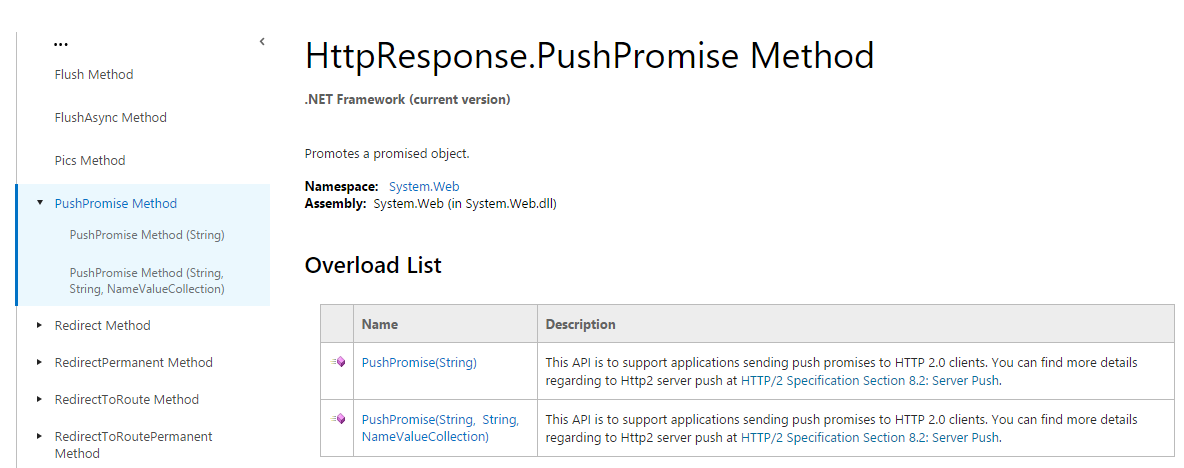 ...
Flush Method
FlushAsync Method
Pics Method
PushPromise Method
PushPromise Method (String)
PushPromise Method (String,
String, NameValueCollection)
Redirect Method
RedirectPermanent Method
RedirectToRoute Method
RedirectToRoutePermanent
Method
HttpResponse.PushPromise Method
.NET Framework (current version)
Promotes a promised object.
Namespace: System.Web
Assembly: System.Web (in System.Web.dll)
Overload List
Name Description
PushPromise(String) This API is to support applications sending push promises to HTTP 2.0 clients. You can find more details
regarding to Http2 server push at HTTP/2 Specification Section 8.2: Server Push.
PushPromise(String, String, This API is to support applications sending push promises to HTTP 2.0 clients. You can find more details
NameValueCollection) regarding to Http2 server push at HTTP/2 Specification Section 8.2: Server Push.